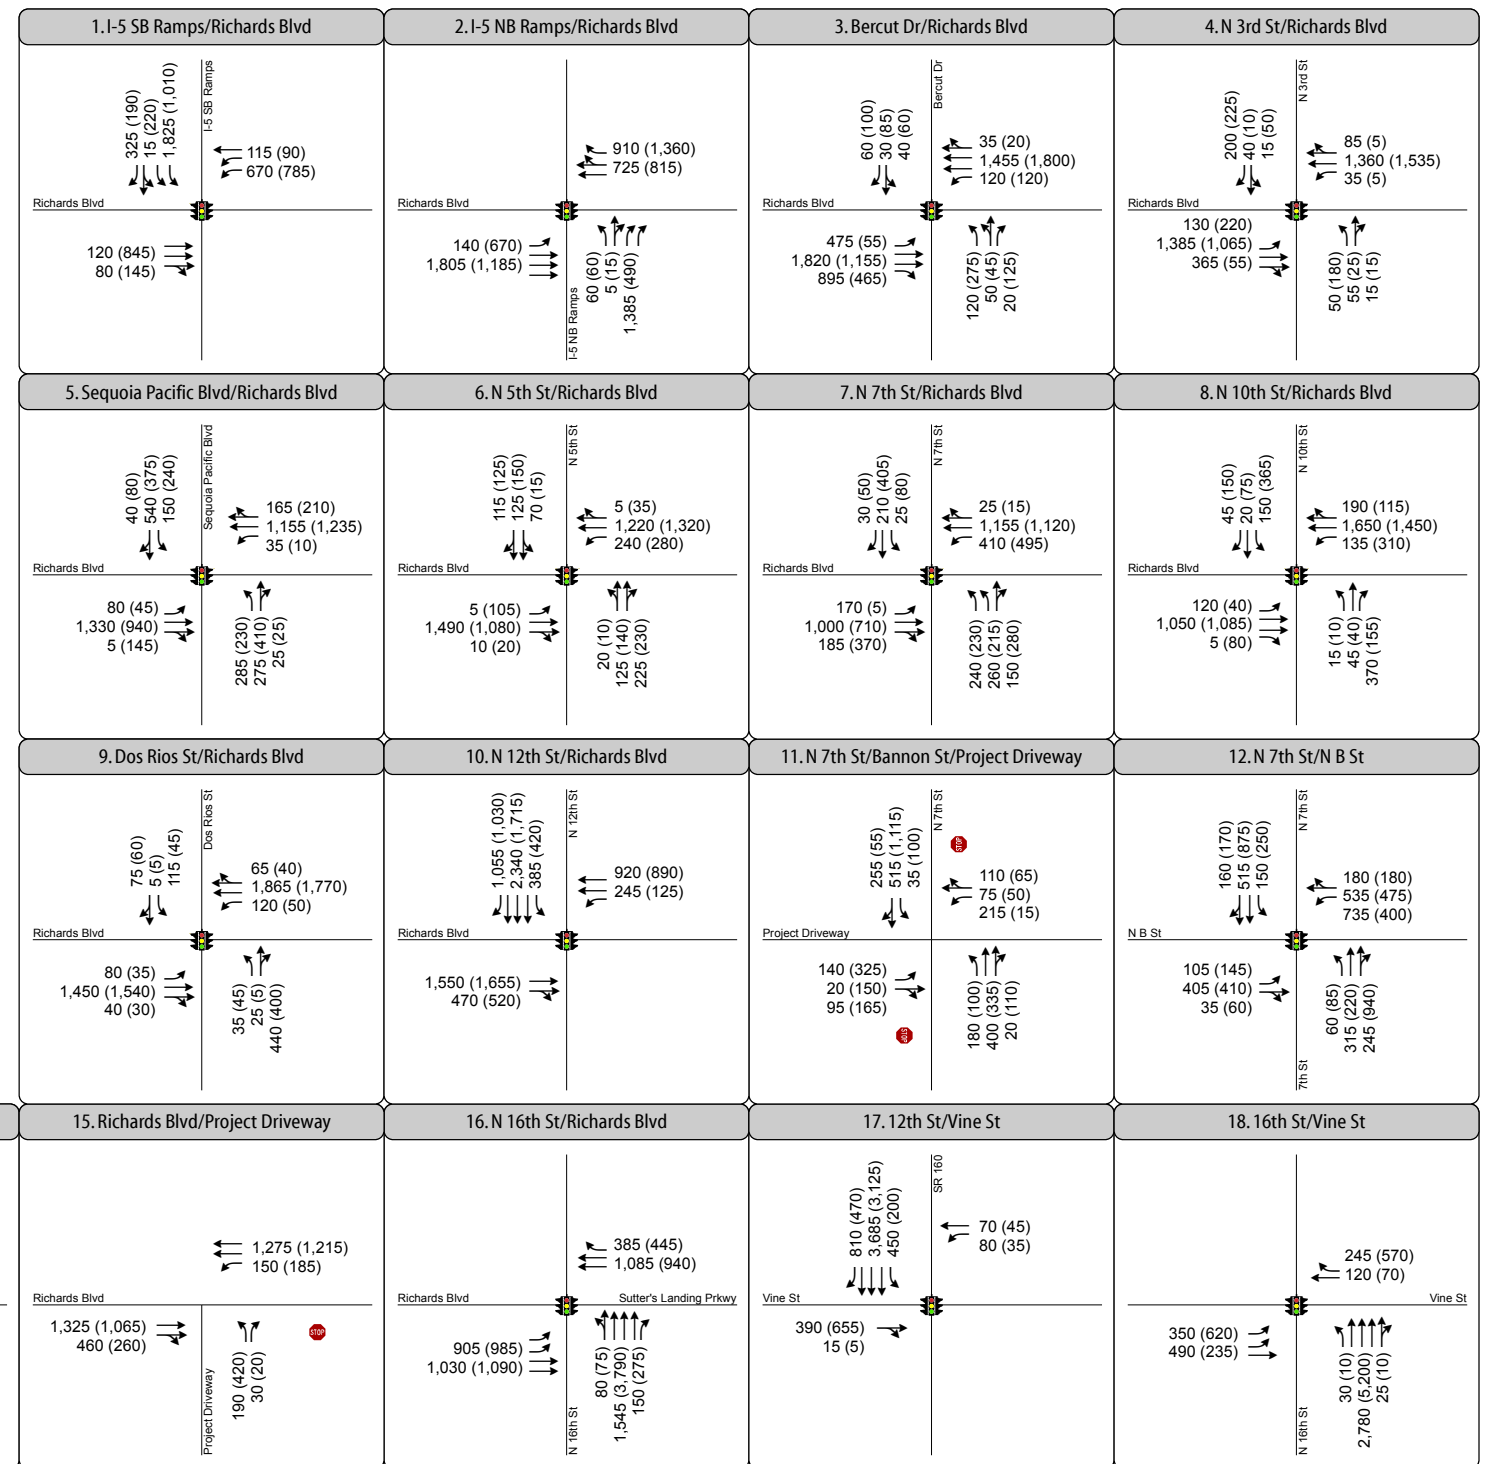 1. I-5 SB Ramps/Richards Blvd
325 (190)
15 (220)
1,825 (1,010)
I-5 SB Ramps
115 (90)
670 (785)
Richards Blvd
120 (845)
80 (145)
2. I-5 NB Ramps/Richards Blvd
910 (1,360)
725 (815)
Richards Blvd
140 (670)
1,805 (1,185)
60 (60)
5 (15)
1,385 (490)
I-5 NB Ramps
3. Bercut Dr/Richards Blvd
60 (100)
30 (85)
40 (60)
Bercut Dr
35 (20)
1,455 (1,800)
120 (120)
Richards Blvd
475 (55)
1,820 (1,155)
895 (465)
120 (275)
50 (45)
20 (125)
4. N 3rd St/Richards Blvd
200 (225)
40 (10)
15 (50)
N 3rd St
85 (5)
1,360 (1,535)
35 (5)
Richards Blvd
130 (220)
1,385 (1,065)
365 (55)
50 (180)
55 (25)
15 (15)
5. Sequoia Pacific Blvd/Richards Blvd
40 (80)
540 (375)
150 (240)
Sequoia Pacific Blvd
165 (210)
1,155 (1,235)
35 (10)
Richards Blvd
80 (45)
1,330 (940)
5 (145)
285 (230)
275 (410)
25 (25)
6. N 5th St/Richards Blvd
115 (125)
125 (150)
70 (15)
N 5th St
5 (35)
1,220 (1,320)
240 (280)
Richards Blvd
5 (105)
1,490 (1,080)
10 (20)
20 (10)
125 (140)
225 (230)
7. N 7th St/Richards Blvd
30 (50)
210 (405)
25 (80)
N 7th St
25 (15)
1,155 (1,120)
410 (495)
Richards Blvd
170 (5)
1,000 (710)
185 (370)
240 (230)
260 (215)
150 (280)
8. N 10th St/Richards Blvd
45 (150)
20 (75)
150 (365)
N 10th St
190 (115)
1,650 (1,450)
135 (310)
Richards Blvd
120 (40)
1,050 (1,085)
5 (80)
15 (10)
45 (40)
370 (155)
9. Dos Rios St/Richards Blvd
75 (60)
5 (5)
115 (45)
Dos Rios St
65 (40)
1,865 (1,770)
120 (50)
Richards Blvd
80 (35)
1,450 (1,540)
40 (30)
35 (45)
25 (5)
440 (400)
10. N 12th St/Richards Blvd
1,055 (1,030)
2,340 (1,715)
385 (420)
N 12th St
920 (890)
245 (125)
Richards Blvd
1,550 (1,655)
470 (520)
11. N 7th St/Bannon St/Project Driveway
255 (55)
515 (1,115)
35 (100)
N 7th St
STOP
110 (65)
75 (50)
215 (15)
Project Driveway
140 (325)
20 (150)
95 (165)
STOP
180 (100)
400 (335)
20 (110)
12. N 7th St/N B St
160 (170)
515 (875)
150 (250)
N 7th St
180 (180)
535 (475)
735 (400)
N B St
105 (145)
405 (410)
35 (60)
60 (85)
315 (220)
245 (940)
7th St
15. Richards Blvd/Project Driveway
1,275 (1,215)
150 (185)
Richards Blvd
1,325 (1,065)
460 (260)
STOP
190 (420)
30 (20)
Project Driveway
16. N 16th St/Richards Blvd
385 (445)
1,085 (940)
Richards Blvd
Sutter's Landing Prkwy
905 (985)
1,030 (1,090)
80 (75)
1,545 (3,790)
150 (275)
N 16th St
17. 12th St/Vine St
810 (470)
3,685 (3,125)
450 (200)
SR 160
70 (45)
80 (35)
Vine St
390 (655)
15 (5)
18. 16th St/Vine St
245 (570)
120 (70)
Vine St
350 (620)
490 (235)
30 (10)
2,780 (5,200)
25 (10)
N 16th St